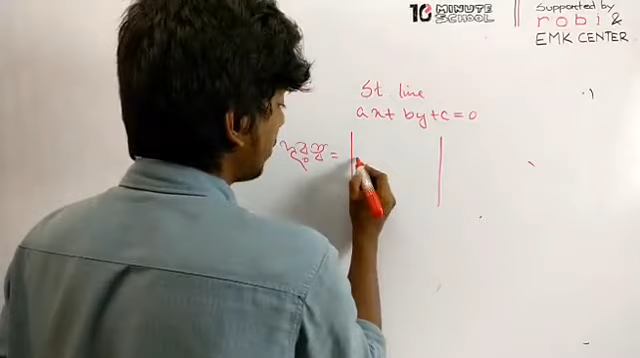 10 MINUTE SCHOOL
Supported by
robi &
EMK CENTER
St line
ax + by + c = 0
দূরত্ব =